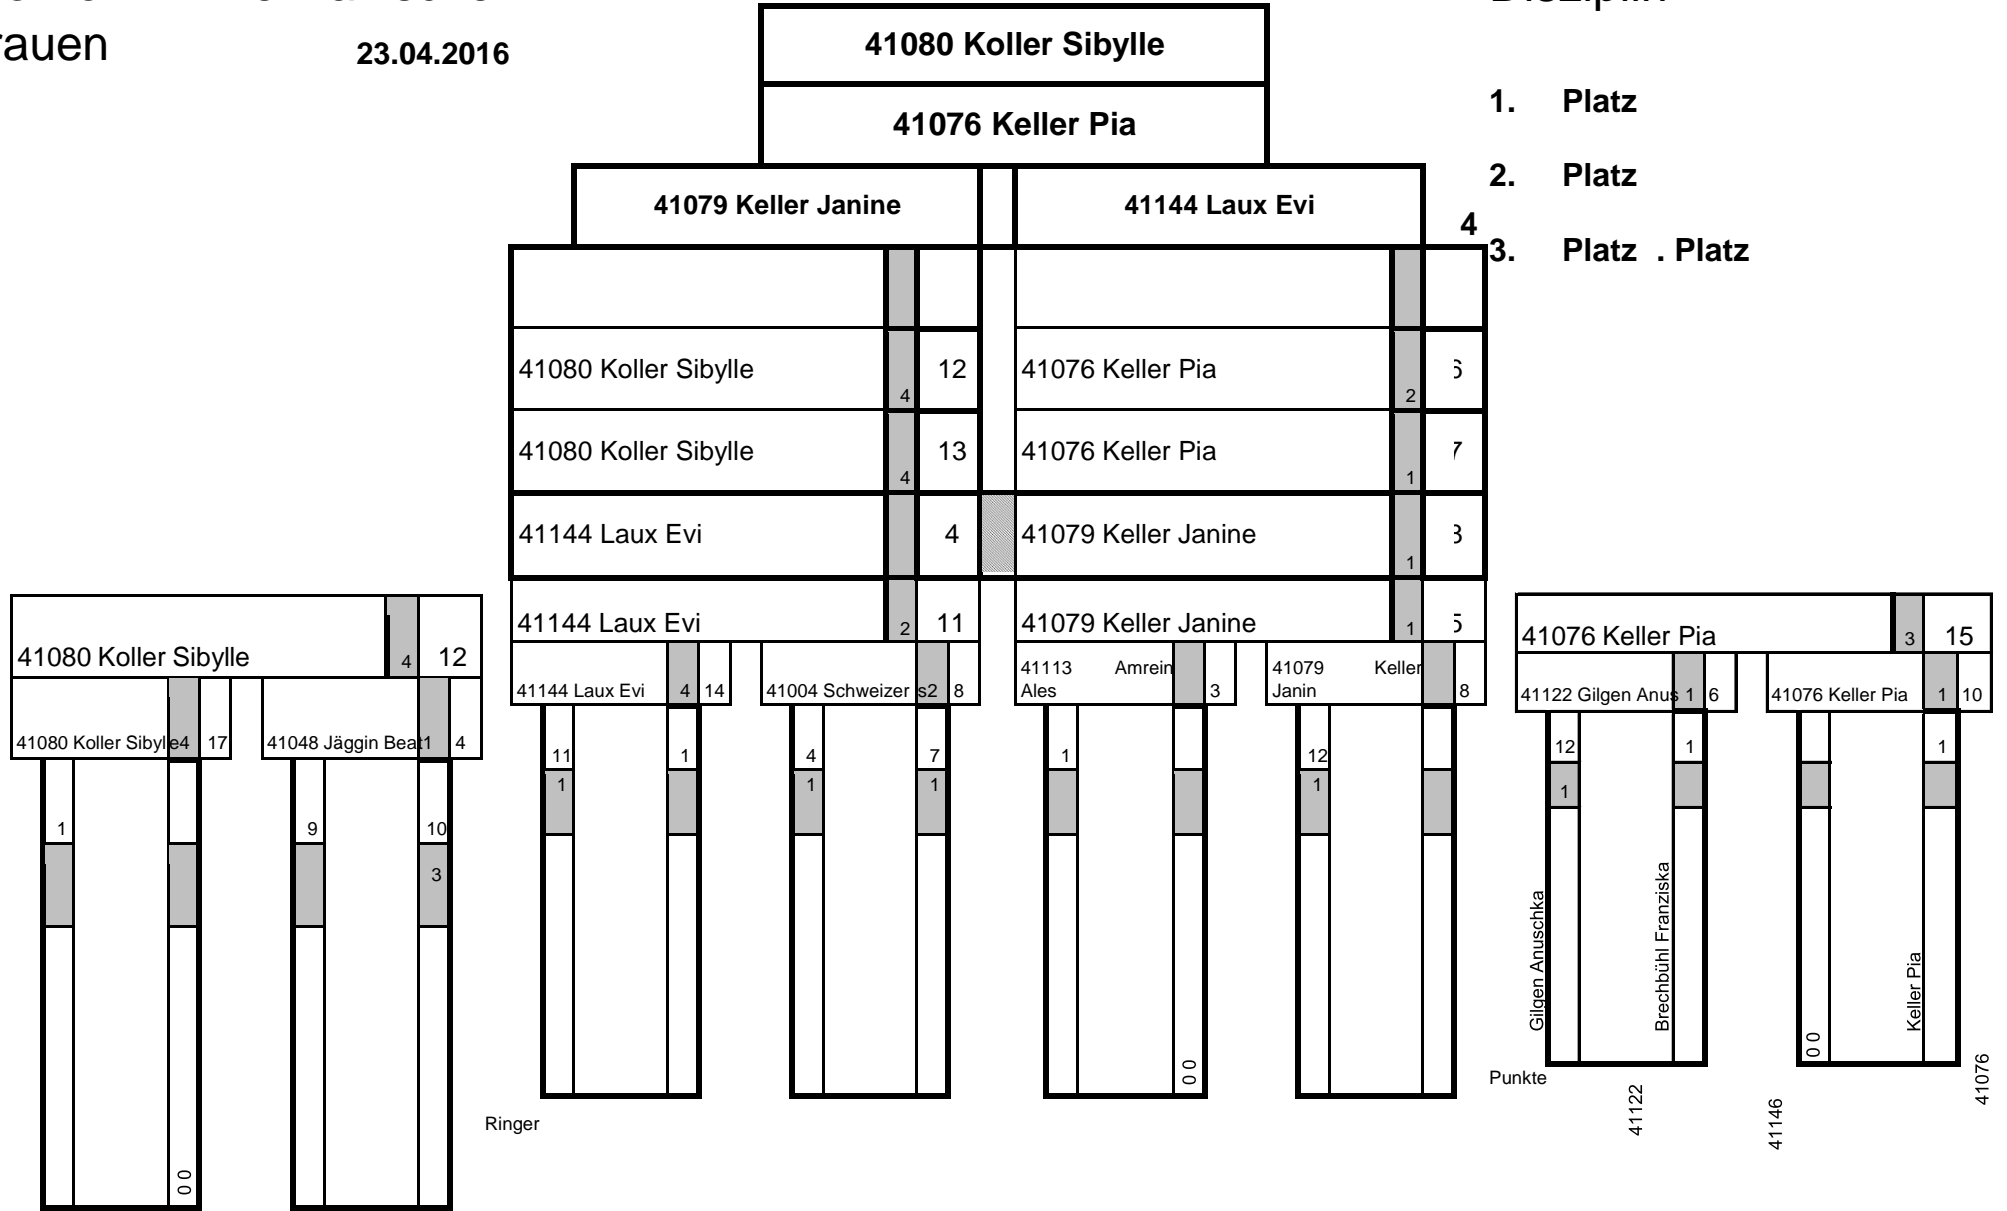 rauen
23.04.2016
41080 Koller Sibylle
41076 Keller Pia
1. Platz
2. Platz
41079 Keller Janine
41144 Laux Evi
4
3. Platz . Platz
41080 Koller Sibylle 4 12
41076 Keller Pia 2
41080 Koller Sibylle 4 13
41076 Keller Pia 1
41144 Laux Evi 4
41079 Keller Janine 1
41144 Laux Evi 2 11
41079 Keller Janine 1
41080 Koller Sibylle 4 12
41076 Keller Pia 3 15
41080 Koller Sibylle4 17
41048 Jäggin Beat1 4
41144 Laux Evi 4 14
41004 Schweizer s2 8
41113 Amrein
Ales 3
41079 Keller
Janin 8
41122 Gilgen Anus 1 6
41076 Keller Pia 1 10
1
9 10
3
11 1
1
4 7
1 1
1
12
1
12 1
1
1
Gilgen Anuschka
Brechbühl Franziska
Keller Pia
0 0
0 0
0 0
Punkte
Ringer
41122
41146
41076